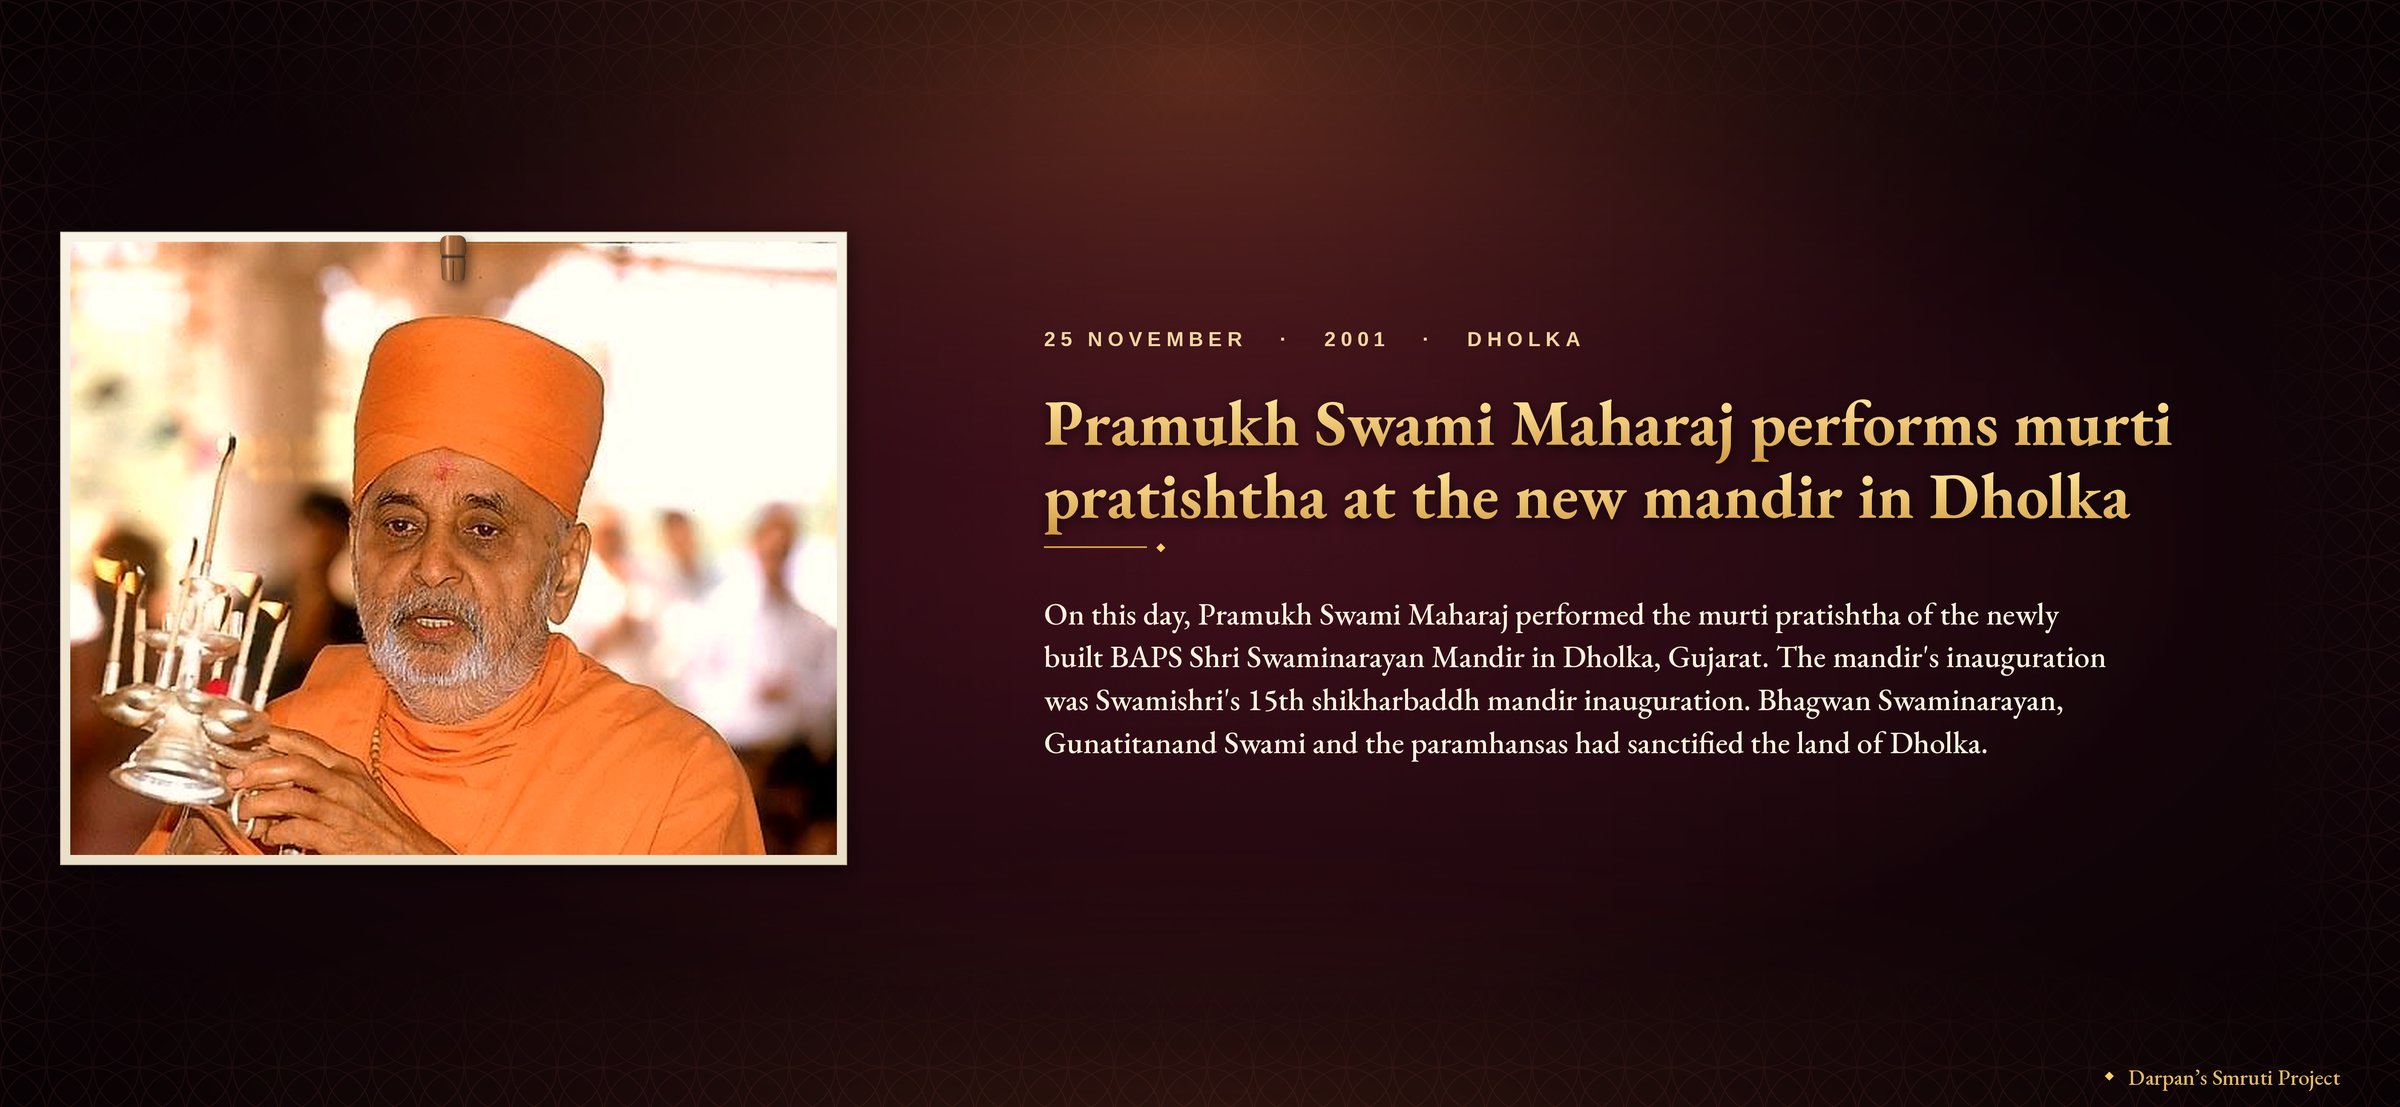 25 NOVEMBER · 2001 · DHOLKA
Pramukh Swami Maharaj performs murti
pratishtha at the new mandir in Dholka
On this day, Pramukh Swami Maharaj performed the murti pratishtha of the newly
built BAPS Shri Swaminarayan Mandir in Dholka, Gujarat. The mandir's inauguration
was Swamishri's 15th shikharbaddh mandir inauguration. Bhagwan Swaminarayan,
Gunatitanand Swami and the paramhansas had sanctified the land of Dholka.
Darpan’s Smruti Project